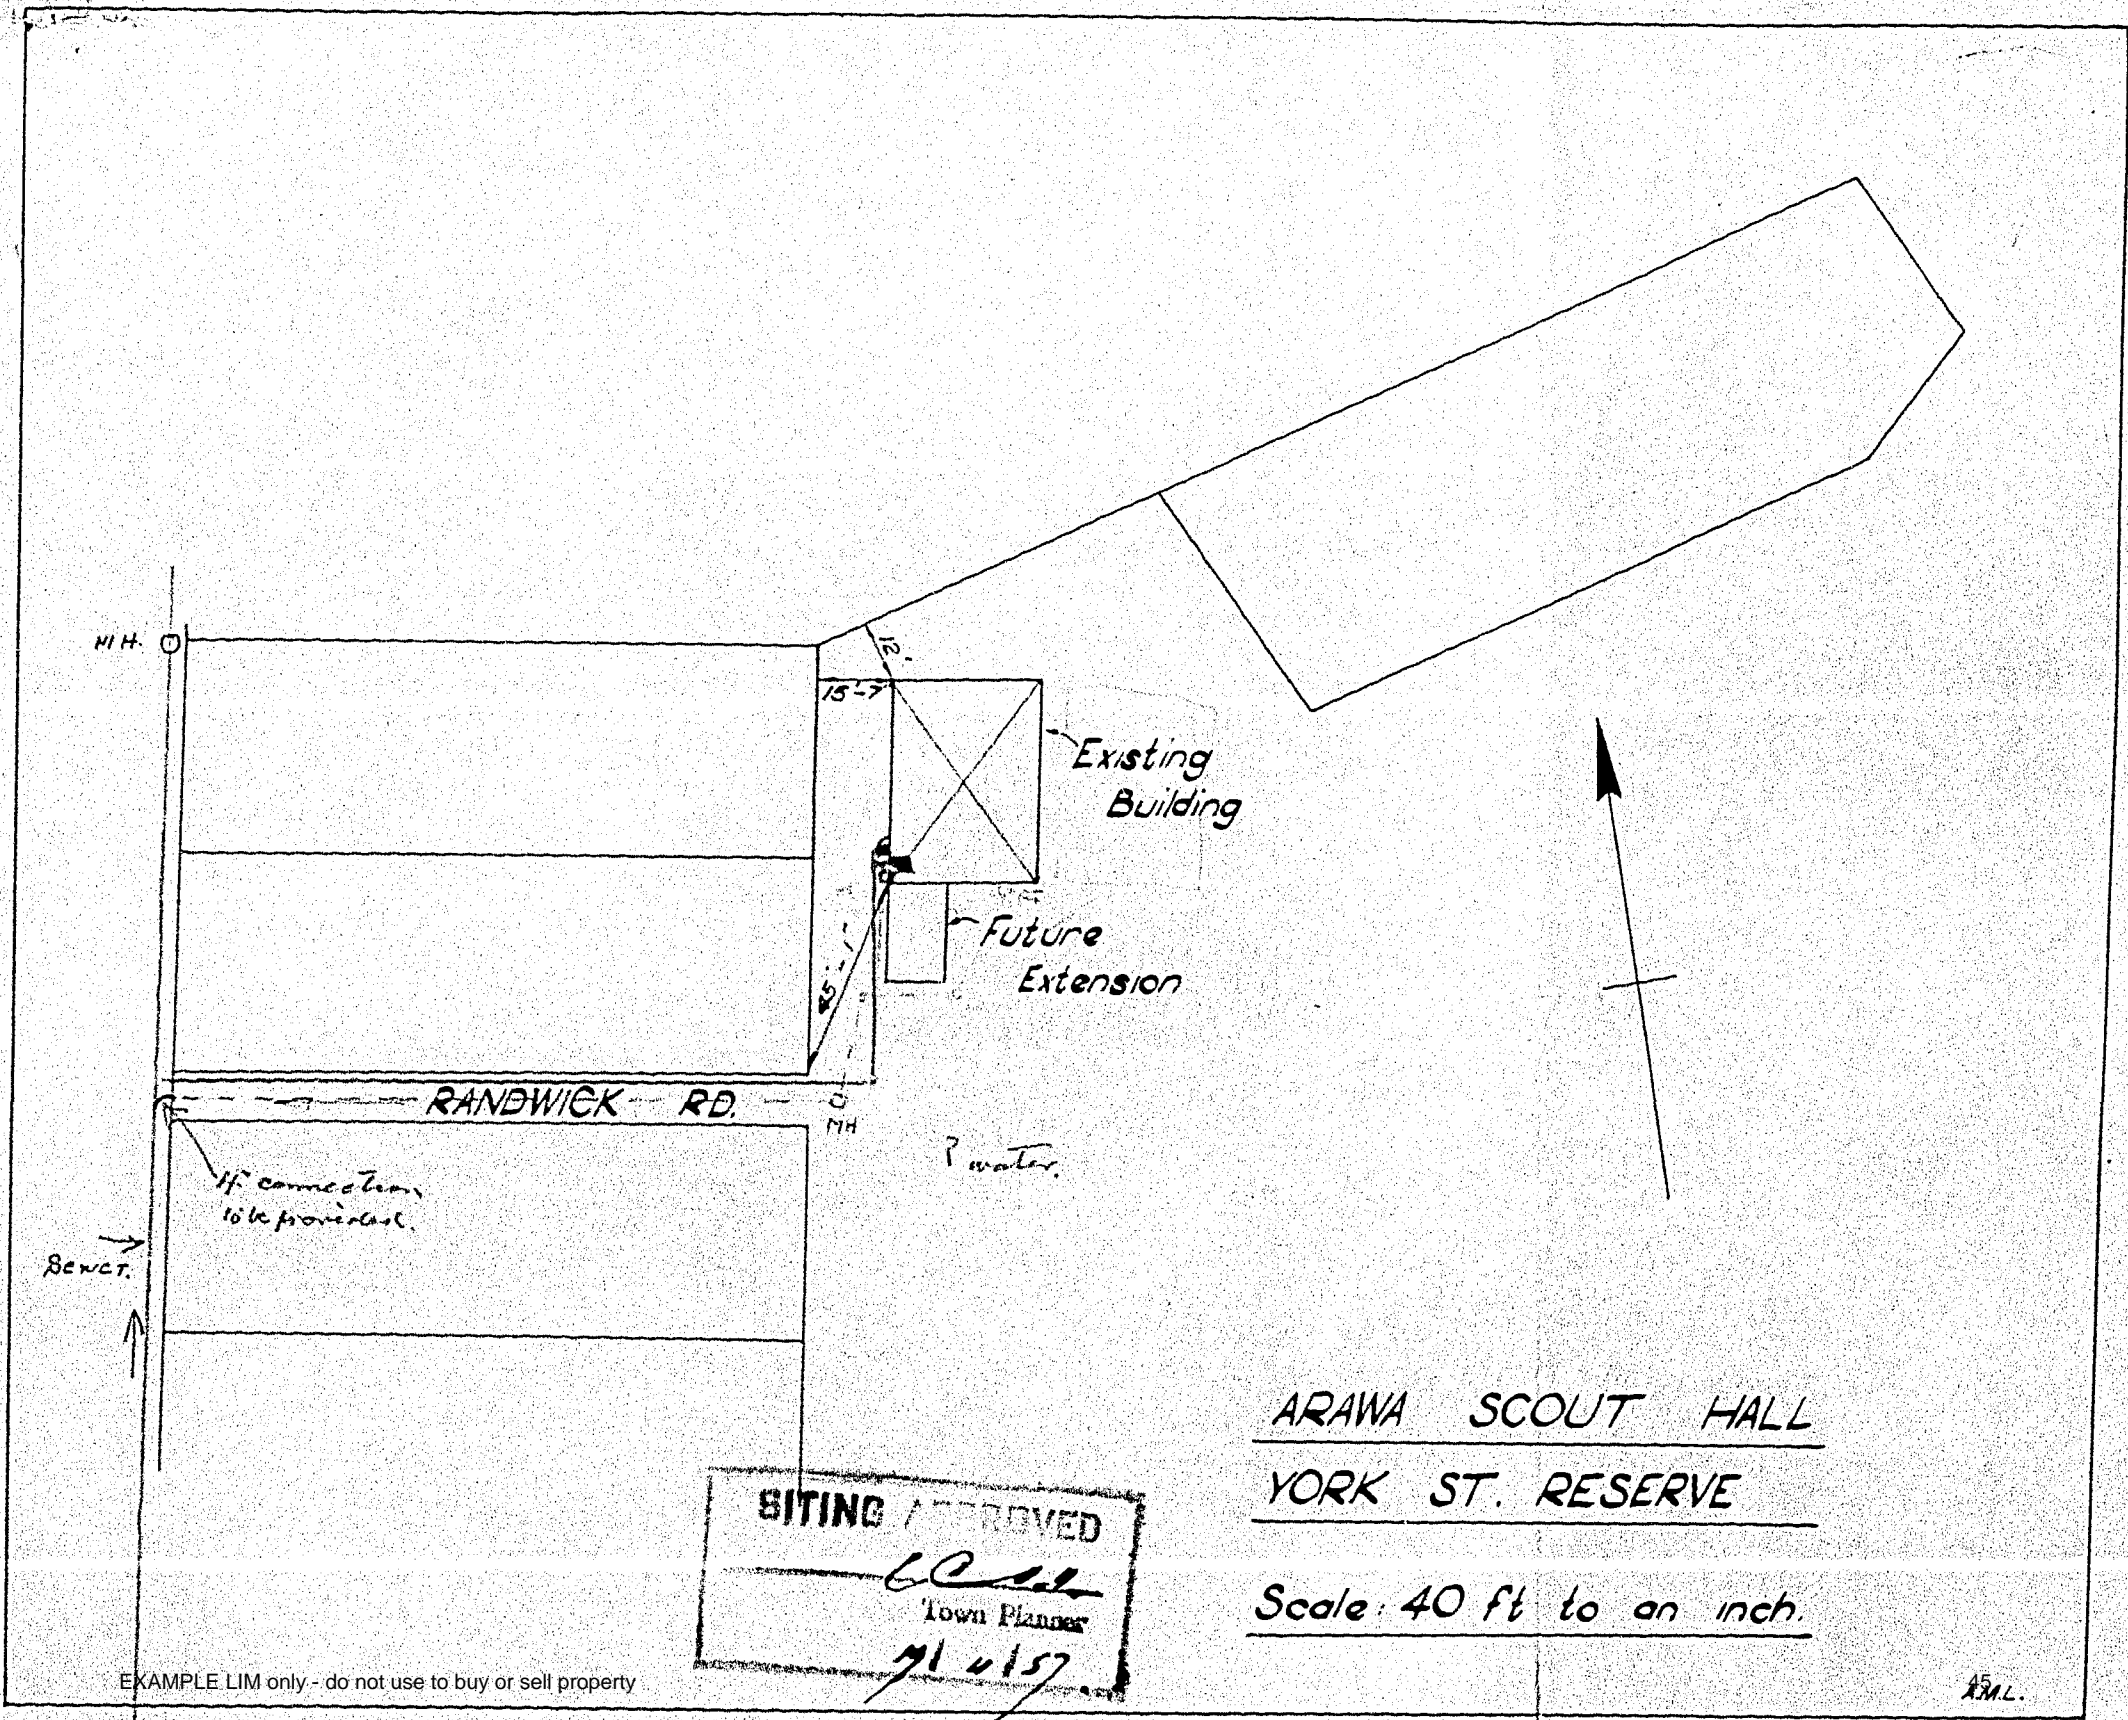 M.H.
12'
15'-7"
Existing
Building
Future
Extension
RANDWICK RD.
MH
? water.
4" connection
to be provided.
Sewer.
ARAWA SCOUT HALL
YORK ST. RESERVE
Scale: 40 ft to an inch.
SITING APPROVED
Town Planner
EXAMPLE LIM only - do not use to buy or sell property
45
A.M.L.